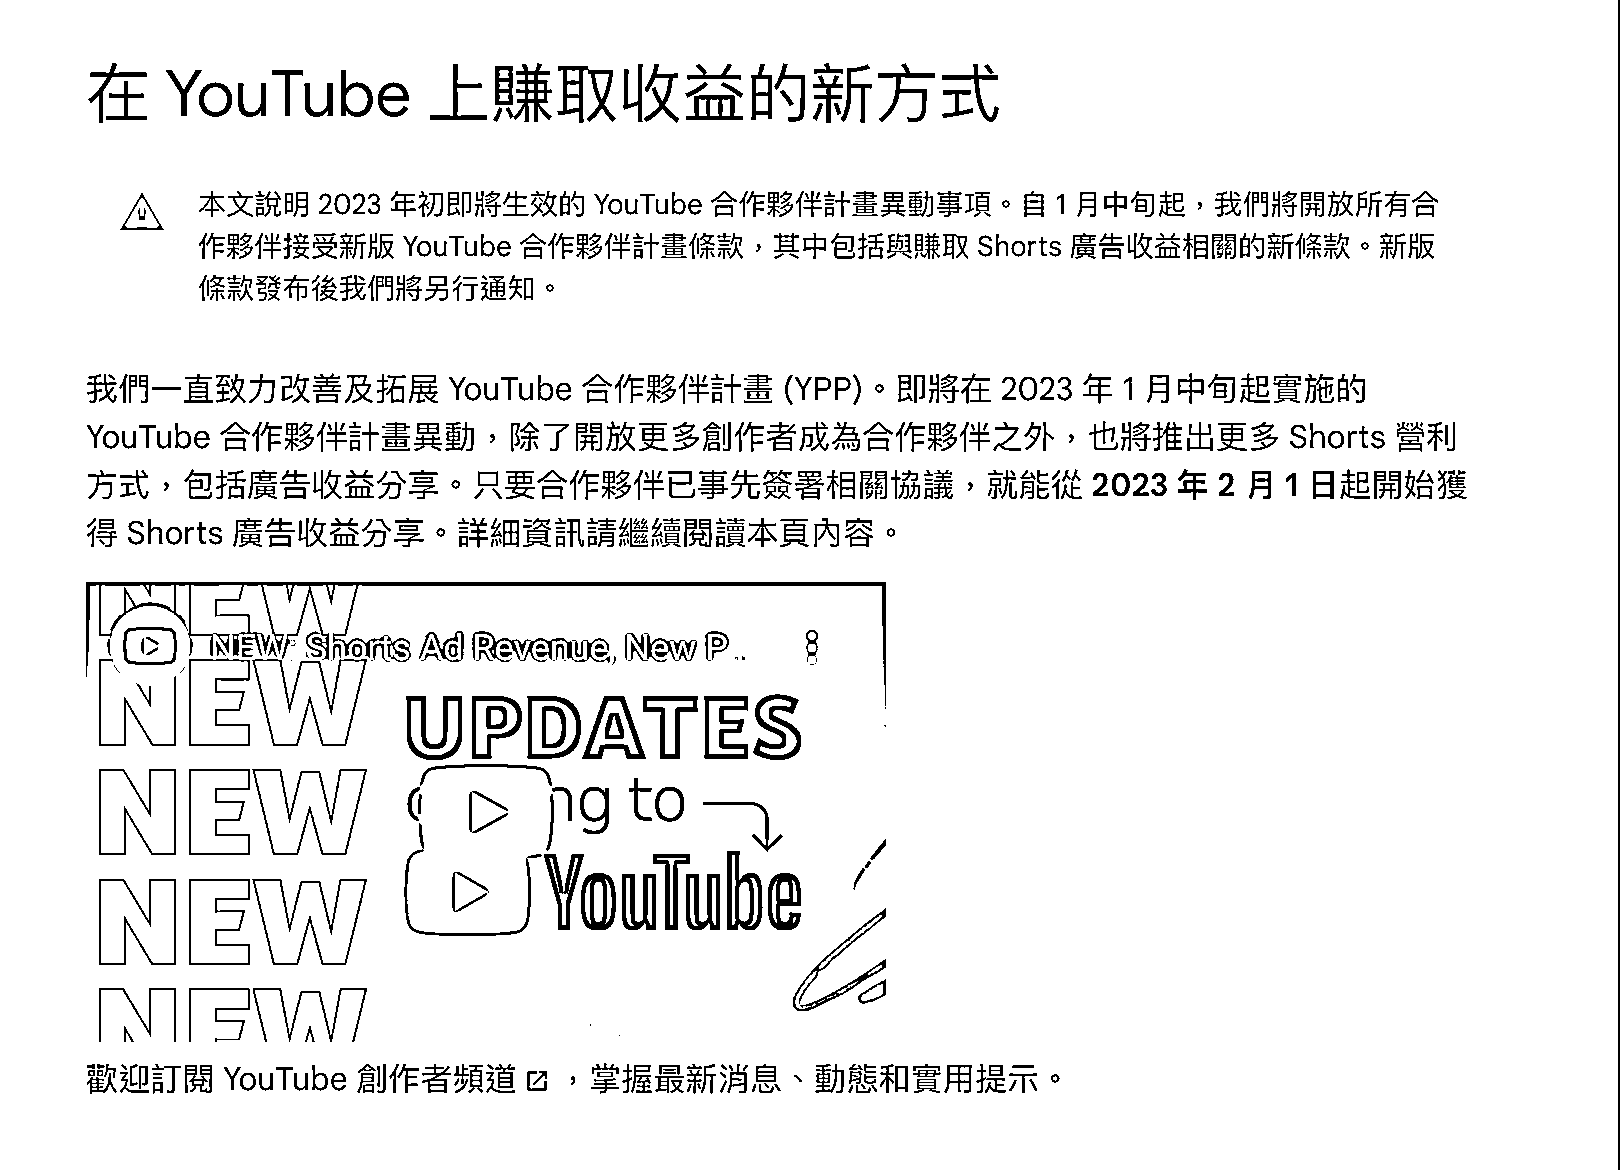 在 YouTube 上賺取收益的新方式
本文說明 2023 年初即將生效的 YouTube 合作夥伴計畫異動事項。自 1 月中旬起，我們將開放所有合
作夥伴接受新版 YouTube 合作夥伴計畫條款，其中包括與賺取 Shorts 廣告收益相關的新條款。新版
條款發布後我們將另行通知。
我們一直致力改善及拓展 YouTube 合作夥伴計畫 (YPP)。即將在 2023 年 1 月中旬起實施的
YouTube 合作夥伴計畫異動，除了開放更多創作者成為合作夥伴之外，也將推出更多 Shorts 營利
方式，包括廣告收益分享。只要合作夥伴已事先簽署相關協議，就能從 2023 年 2 月 1 日起開始獲
得 Shorts 廣告收益分享。詳細資訊請繼續閱讀本頁內容。
NEW
NEW: Shorts Ad Revenue, New P...
NEW
UPDATES
NEW
ng to
NEW
YouTube
NEW
歡迎訂閱 YouTube 創作者頻道 ，掌握最新消息、動態和實用提示。